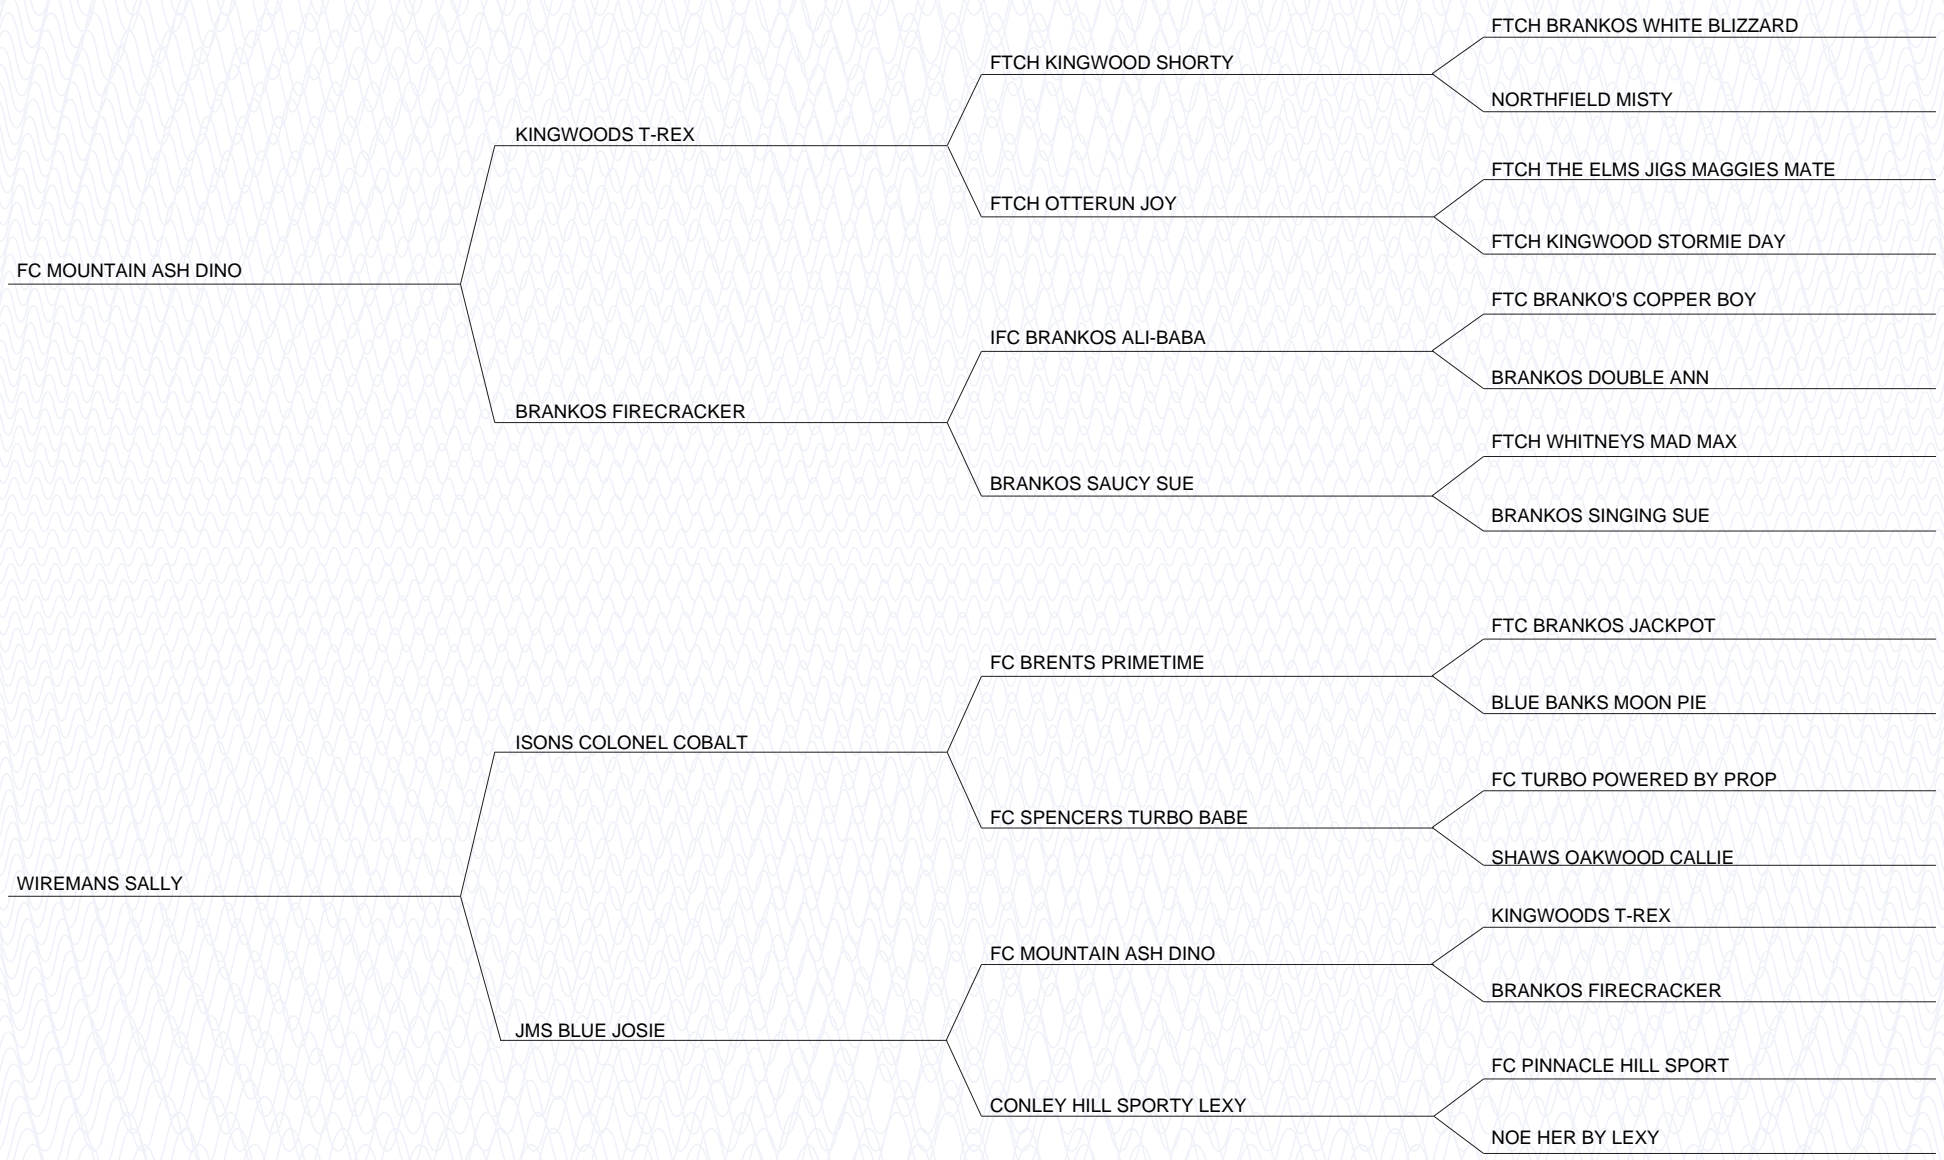 FTCH BRANKOS WHITE BLIZZARD
FTCH KINGWOOD SHORTY
NORTHFIELD MISTY
KINGWOODS T-REX
FTCH THE ELMS JIGS MAGGIES MATE
FTCH OTTERUN JOY
FTCH KINGWOOD STORMIE DAY
FC MOUNTAIN ASH DINO
FTC BRANKO'S COPPER BOY
IFC BRANKOS ALI-BABA
BRANKOS DOUBLE ANN
BRANKOS FIRECRACKER
FTCH WHITNEYS MAD MAX
BRANKOS SAUCY SUE
BRANKOS SINGING SUE
FTC BRANKOS JACKPOT
FC BRENTS PRIMETIME
BLUE BANKS MOON PIE
ISONS COLONEL COBALT
FC TURBO POWERED BY PROP
FC SPENCERS TURBO BABE
SHAWS OAKWOOD CALLIE
WIREMANS SALLY
KINGWOODS T-REX
FC MOUNTAIN ASH DINO
BRANKOS FIRECRACKER
JMS BLUE JOSIE
FC PINNACLE HILL SPORT
CONLEY HILL SPORTY LEXY
NOE HER BY LEXY